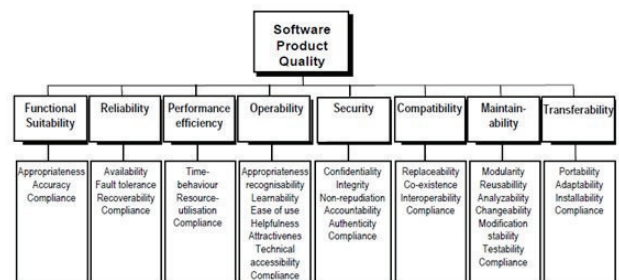 Software
Product
Quality
Functional
Suitability
Reliability
Performance
efficiency
Operability
Security
Compatibility
Maintain-
ability
Transferability
Appropriateness
Accuracy
Compliance
Availability
Fault tolerance
Recoverability
Compliance
Time-
behaviour
Resource-
utilisation
Compliance
Appropriateness
recognisability
Learnability
Ease of use
Helpfulness
Attractivenes
Technical
accessibility
Compliance
Confidentiality
Integrity
Non-repudiation
Accountability
Authenticity
Compliance
Replaceability
Co-existence
Interoperability
Compliance
Modularity
Reusability
Analyzability
Changeability
Modification
stability
Testability
Compliance
Portability
Adaptability
Installability
Compliance